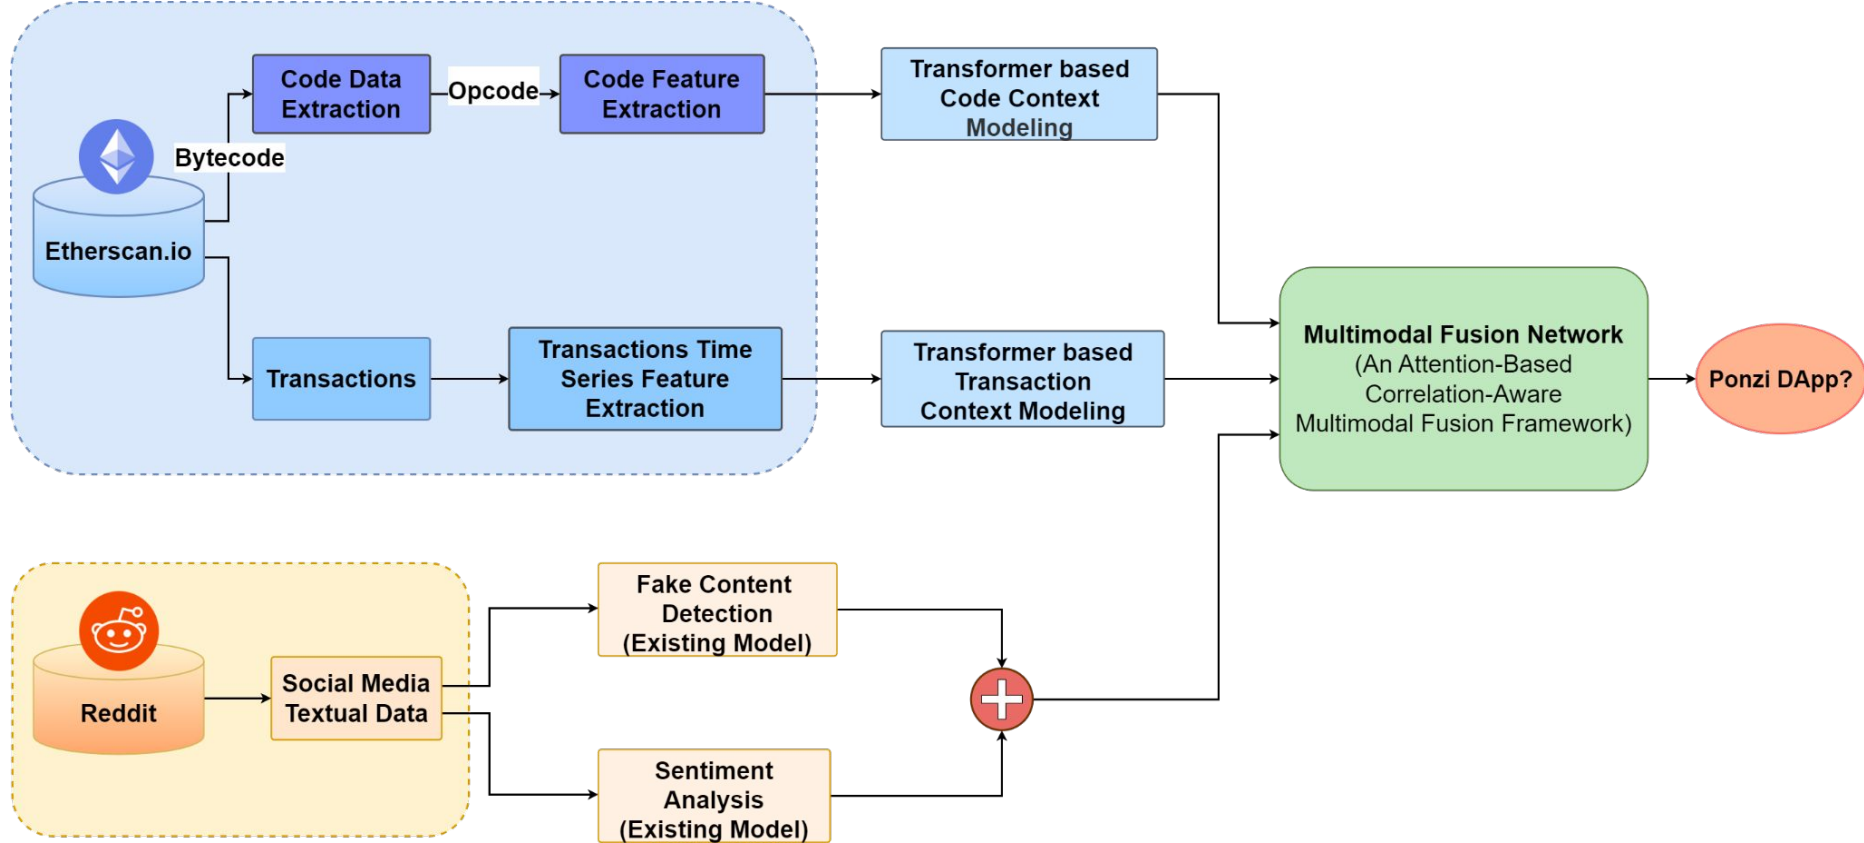 Code Data
Extraction
Opcode
Code Feature
Extraction
Transformer based
Code Context
Modeling
Bytecode
Etherscan.io
Transactions
Transactions Time
Series Feature
Extraction
Transformer based
Transaction
Context Modeling
Multimodal Fusion Network
(An Attention-Based
Correlation-Aware
Multimodal Fusion Framework)
Ponzi DApp?
Reddit
Social Media
Textual Data
Fake Content
Detection
(Existing Model)
Sentiment
Analysis
(Existing Model)